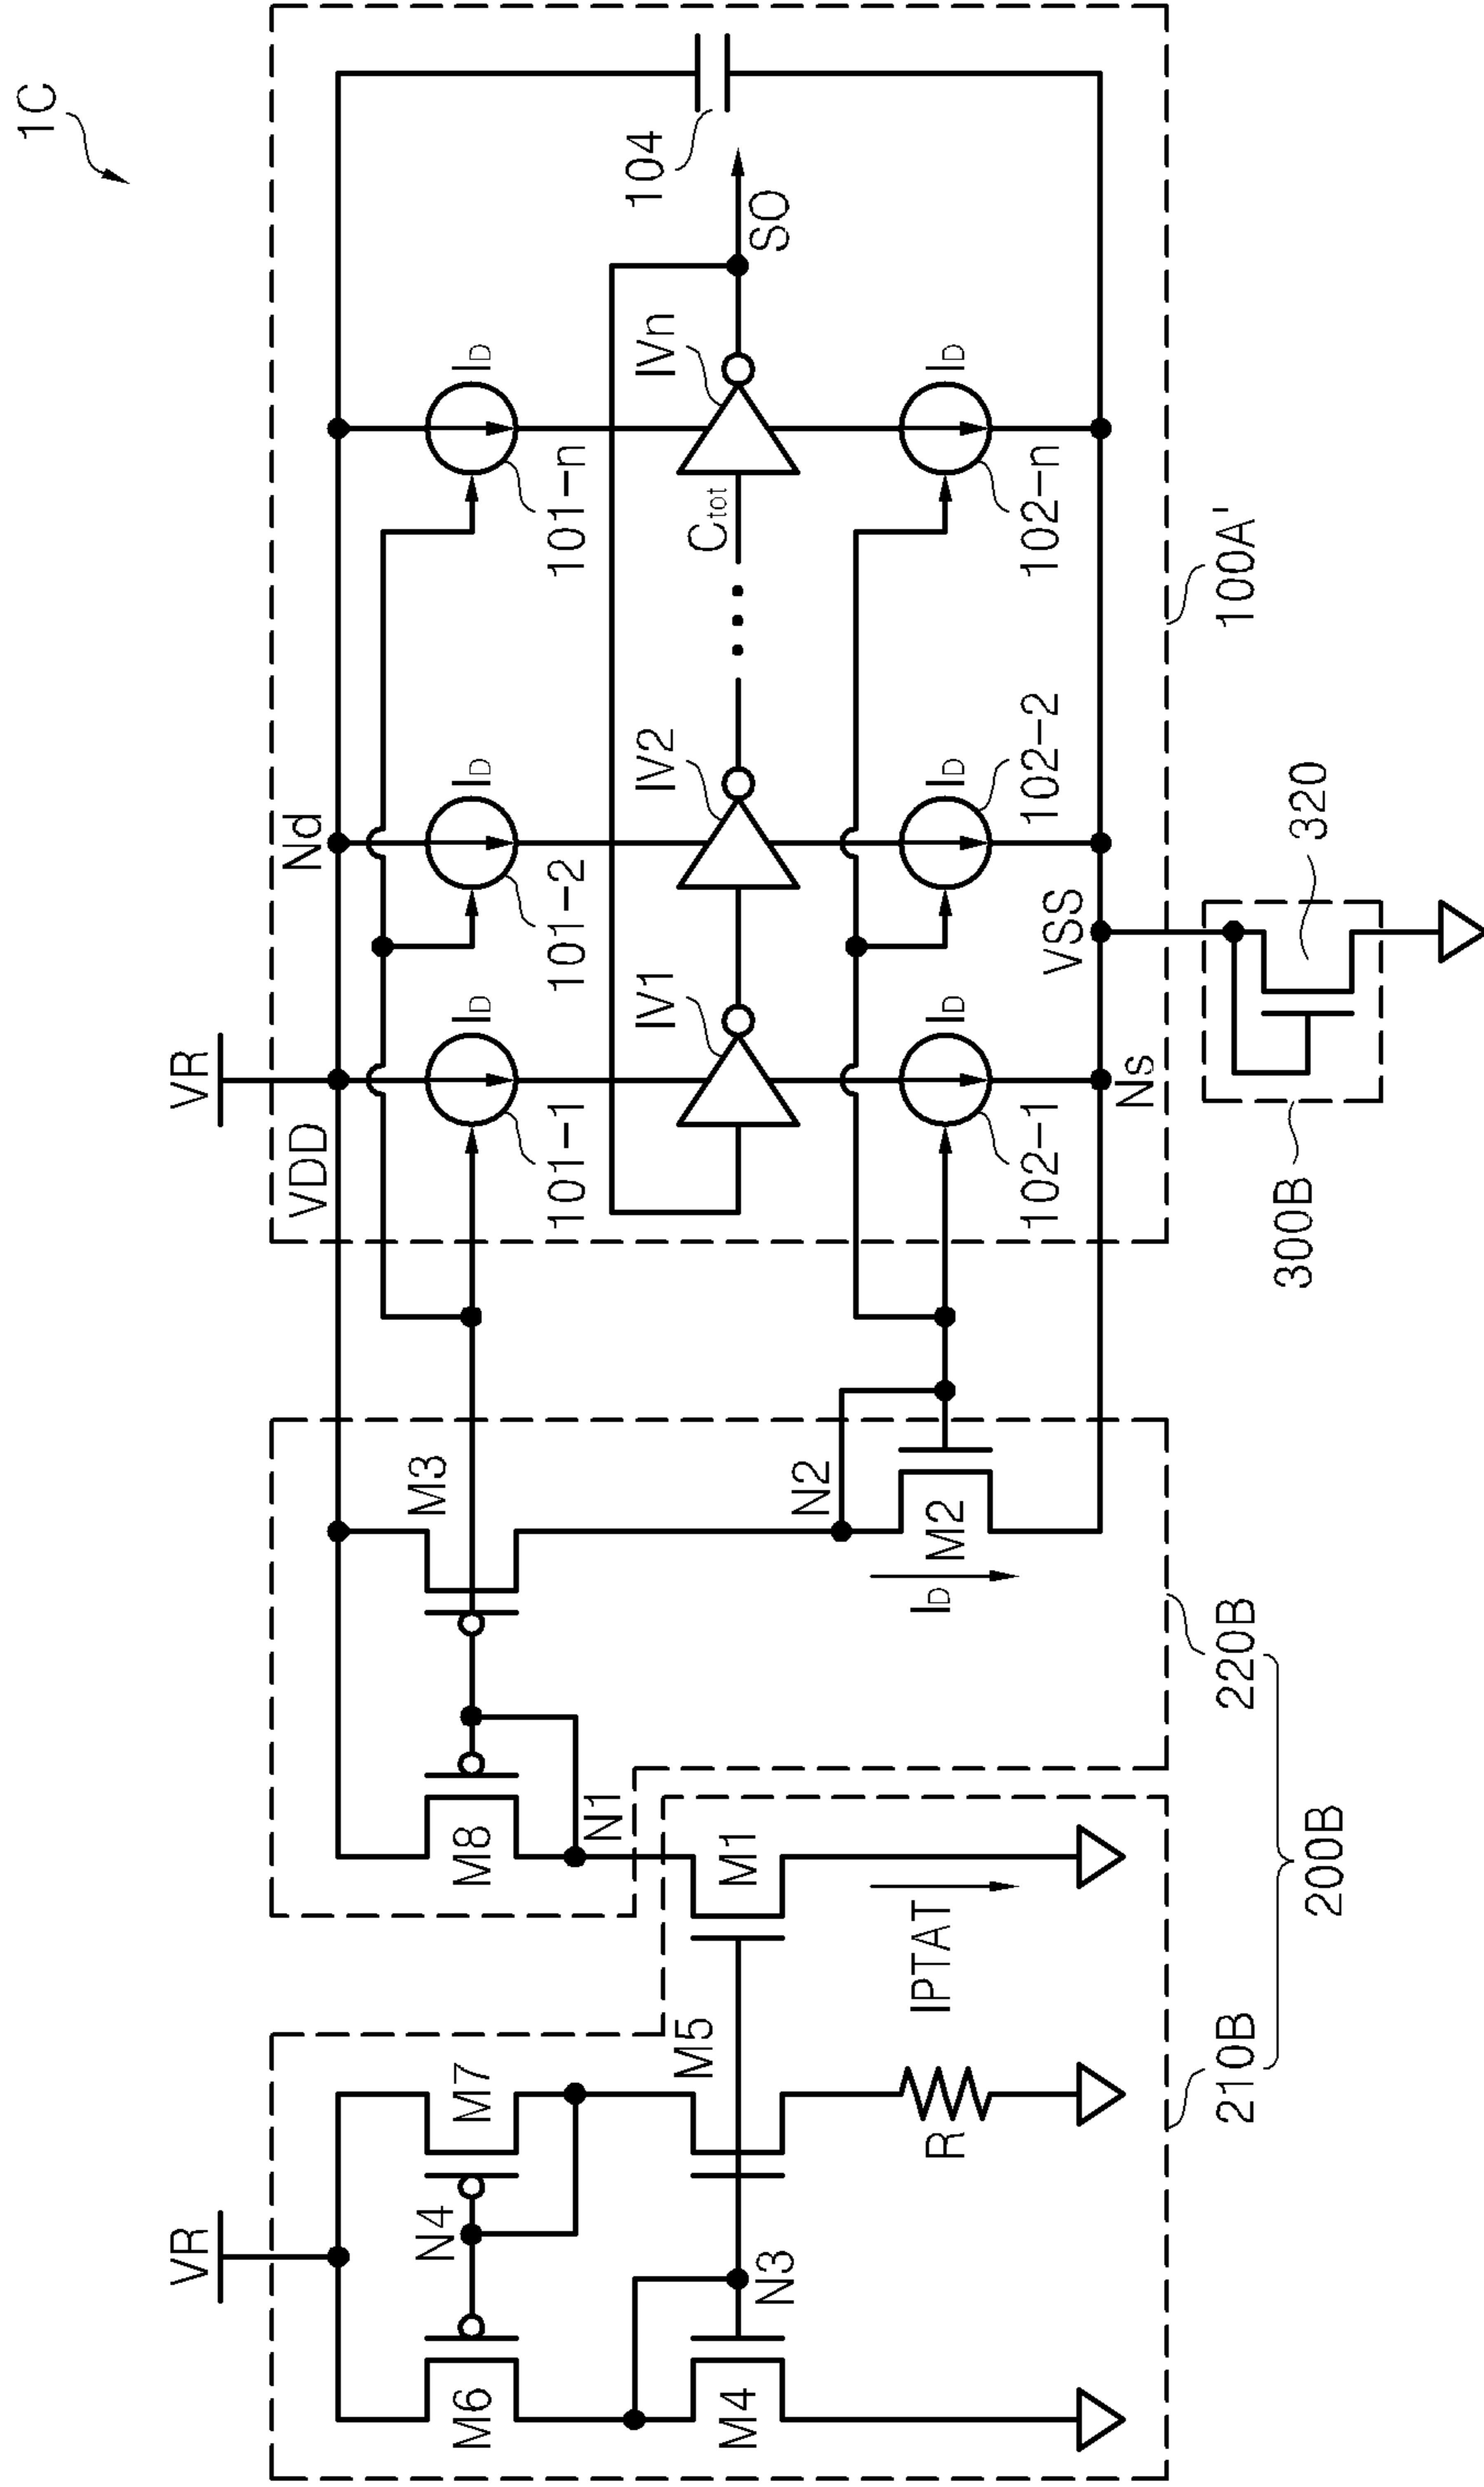 1C
VR
VR
VDD
Nd
M6
M7
N4
M8
M3
ID
ID
ID
101-1
101-2
101-n
104
N1
N2
IV1
IV2
IVn
M4
N3
M5
M1
Ctot
SO
R
IPTAT
ID
M2
ID
ID
ID
102-1
102-2
102-n
VSS
Ns
210B
220B
200B
100A'
300B
320